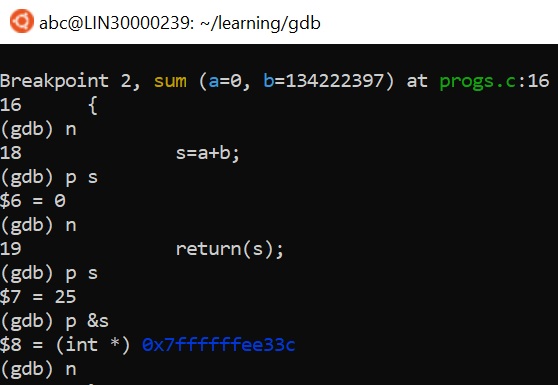 abc@LIN30000239: ~/learning/gdb
Breakpoint 2, sum (a=0, b=134222397) at progs.c:16
16      {
(gdb) n
18              s=a+b;
(gdb) p s
$6 = 0
(gdb) n
19              return(s);
(gdb) p s
$7 = 25
(gdb) p &s
$8 = (int *) 0x7ffffffee33c
(gdb) n